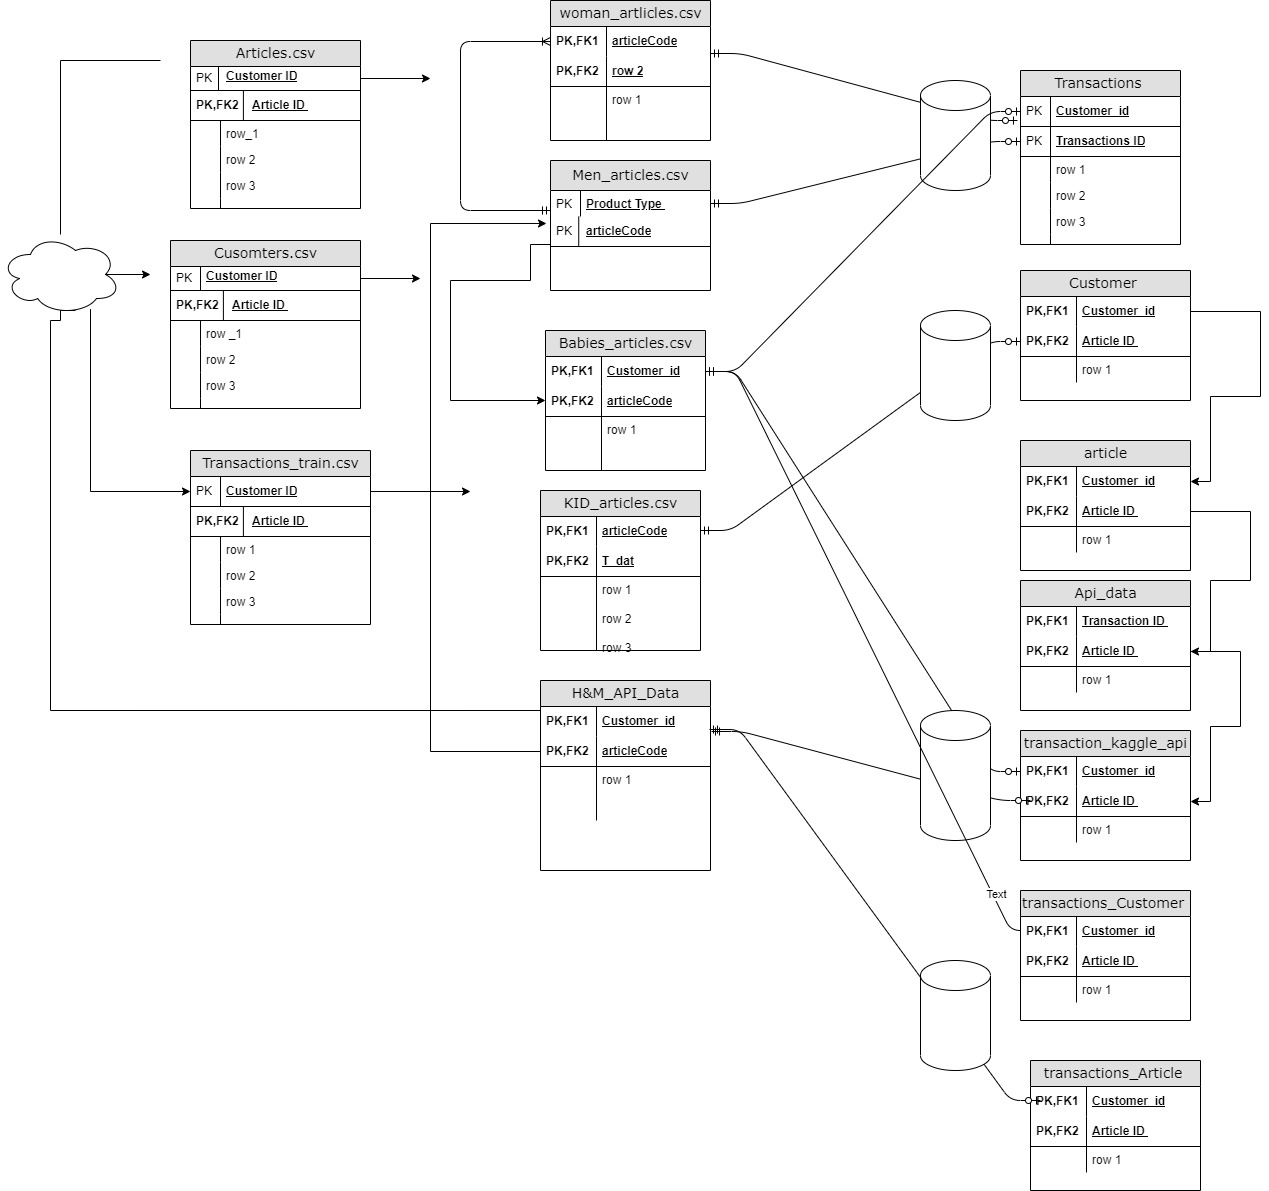 Articles.csv
PK Customer ID
PK,FK2 Article ID
row_1
row 2
row 3
Cusomters.csv
PK Customer ID
PK,FK2 Article ID
row _1
row 2
row 3
Transactions_train.csv
PK Customer ID
PK,FK2 Article ID
row 1
row 2
row 3
woman_artlicles.csv
PK,FK1 articleCode
PK,FK2 row 2
row 1
Men_articles.csv
PK Product Type
PK articleCode
Babies_articles.csv
PK,FK1 Customer_id
PK,FK2 articleCode
row 1
KID_articles.csv
PK,FK1 articleCode
PK,FK2 T_dat
row 1
row 2
row 3
H&M_API_Data
PK,FK1 Customer_id
PK,FK2 articleCode
row 1
Transactions
PK Customer_id
PK Transactions ID
row 1
row 2
row 3
Customer
PK,FK1 Customer_id
PK,FK2 Article ID
row 1
article
PK,FK1 Customer_id
PK,FK2 Article ID
row 1
Api_data
PK,FK1 Transaction ID
PK,FK2 Article ID
row 1
transaction_kaggle_api
PK,FK1 Customer_id
PK,FK2 Article ID
row 1
Text
transactions_Customer
PK,FK1 Customer_id
PK,FK2 Article ID
row 1
transactions_Article
PK,FK1 Customer_id
PK,FK2 Article ID
row 1